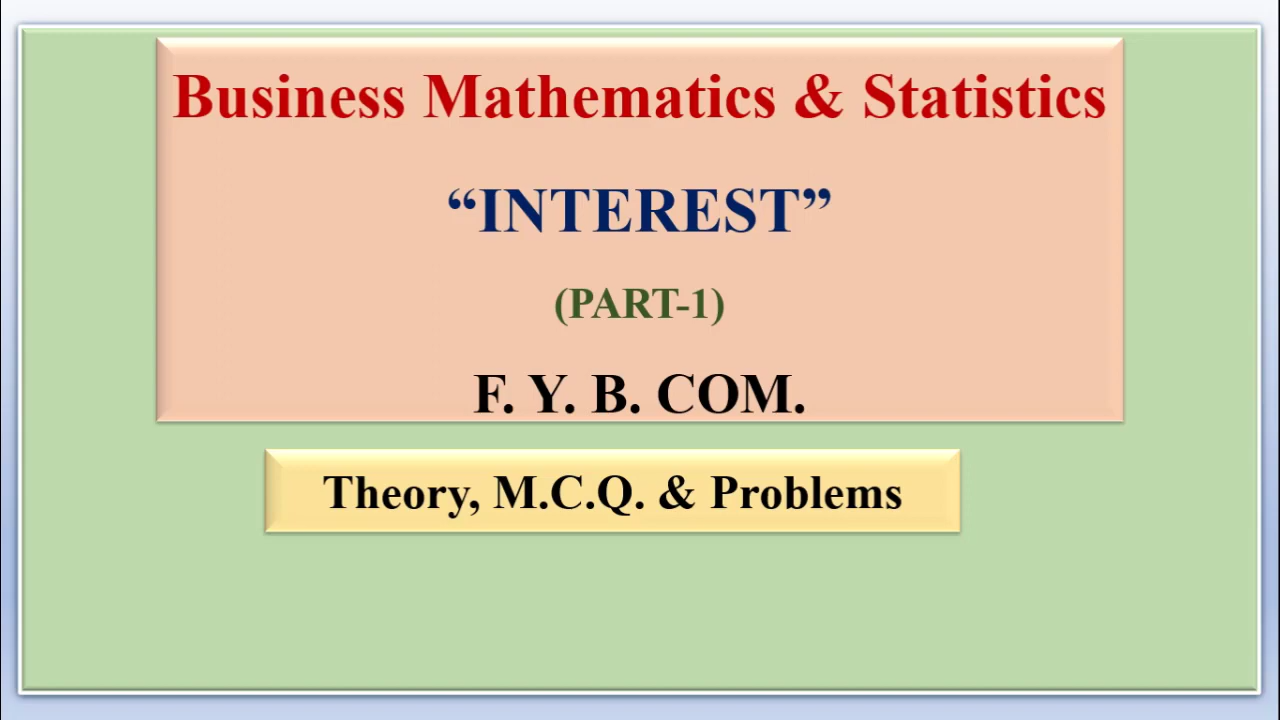 Business Mathematics & Statistics
“INTEREST”
(PART-1)
F. Y. B. COM.
Theory, M.C.Q. & Problems